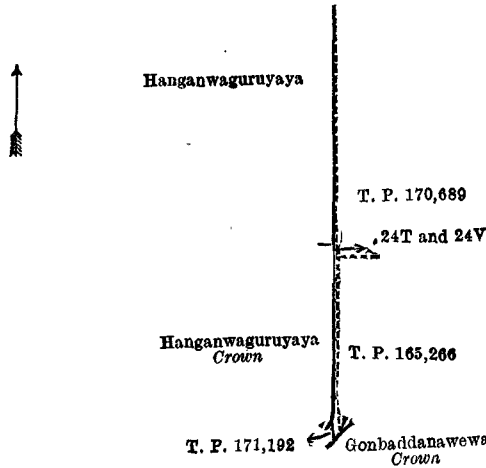 Hanganwaguruyaya
T. P. 170,689
24T and 24V
Hanganwaguruyaya
Crown
T. P. 165,266
T. P. 171,192
Gonbaddanawewa
Crown